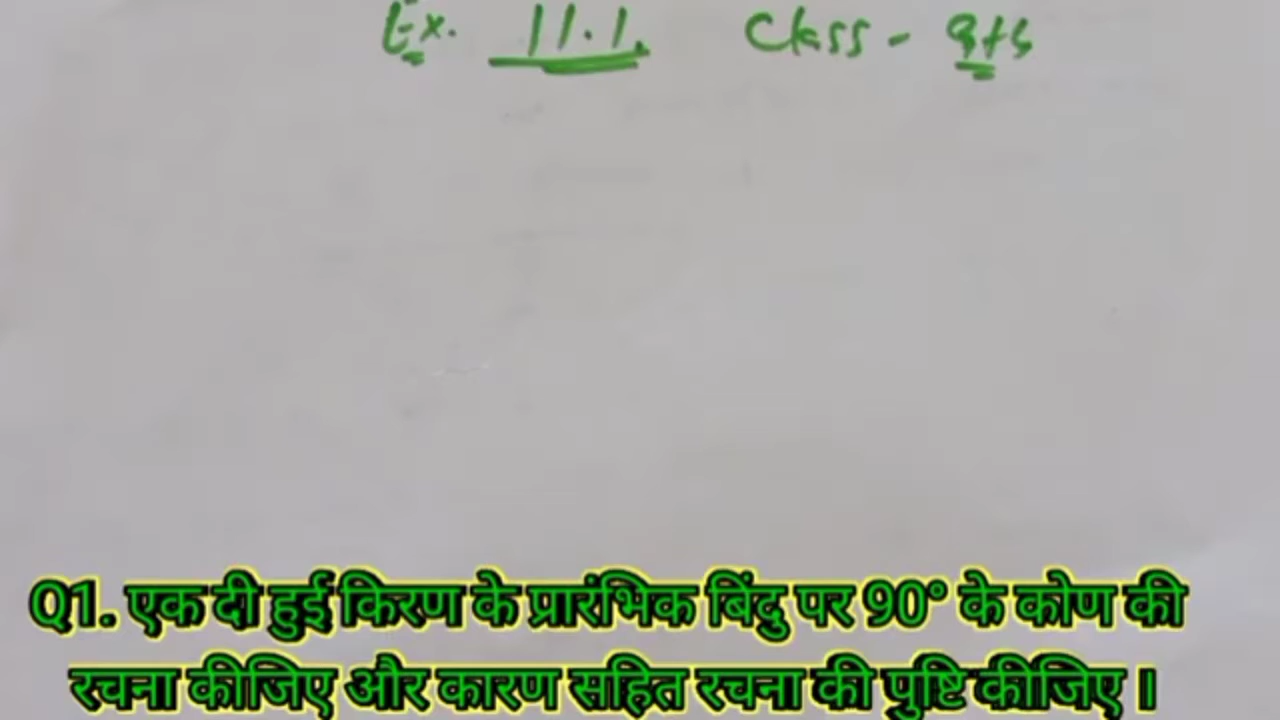 Ex. 11.1. Class - 9th
Q1. एक दी हुई किरण के प्रारंभिक बिंदु पर 90° के कोण की
रचना कीजिए और कारण सहित रचना की पुष्टि कीजिए ।